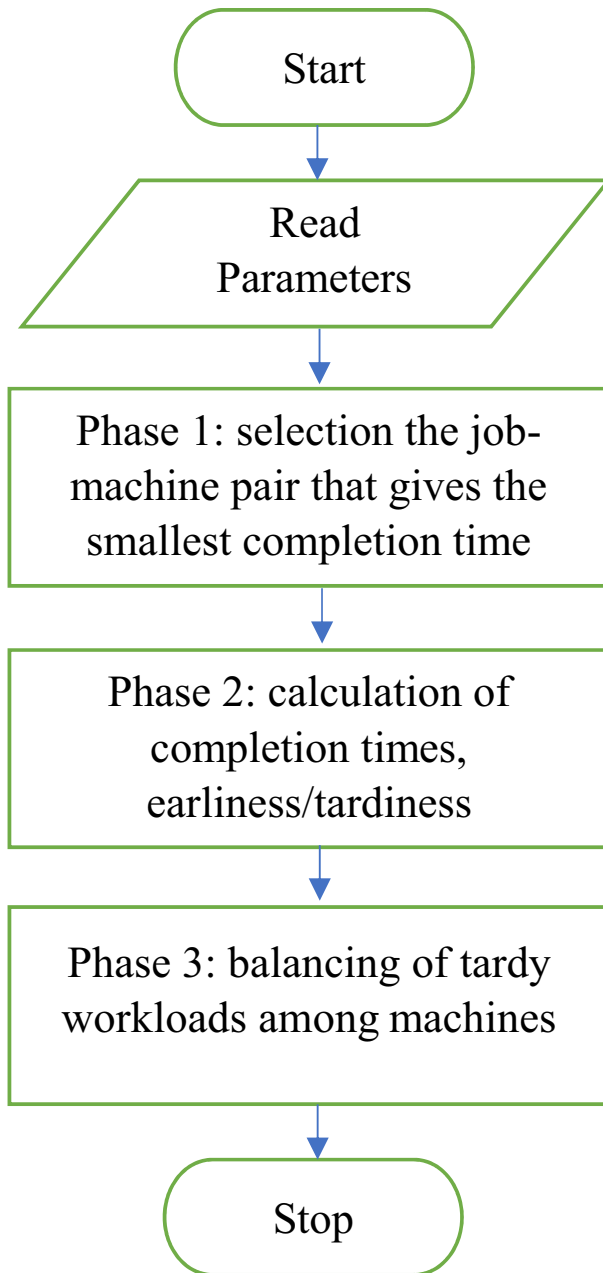 Start
Read
Parameters
Phase 1: selection the job-
machine pair that gives the
smallest completion time
Phase 2: calculation of
completion times,
earliness/tardiness
Phase 3: balancing of tardy
workloads among machines
Stop